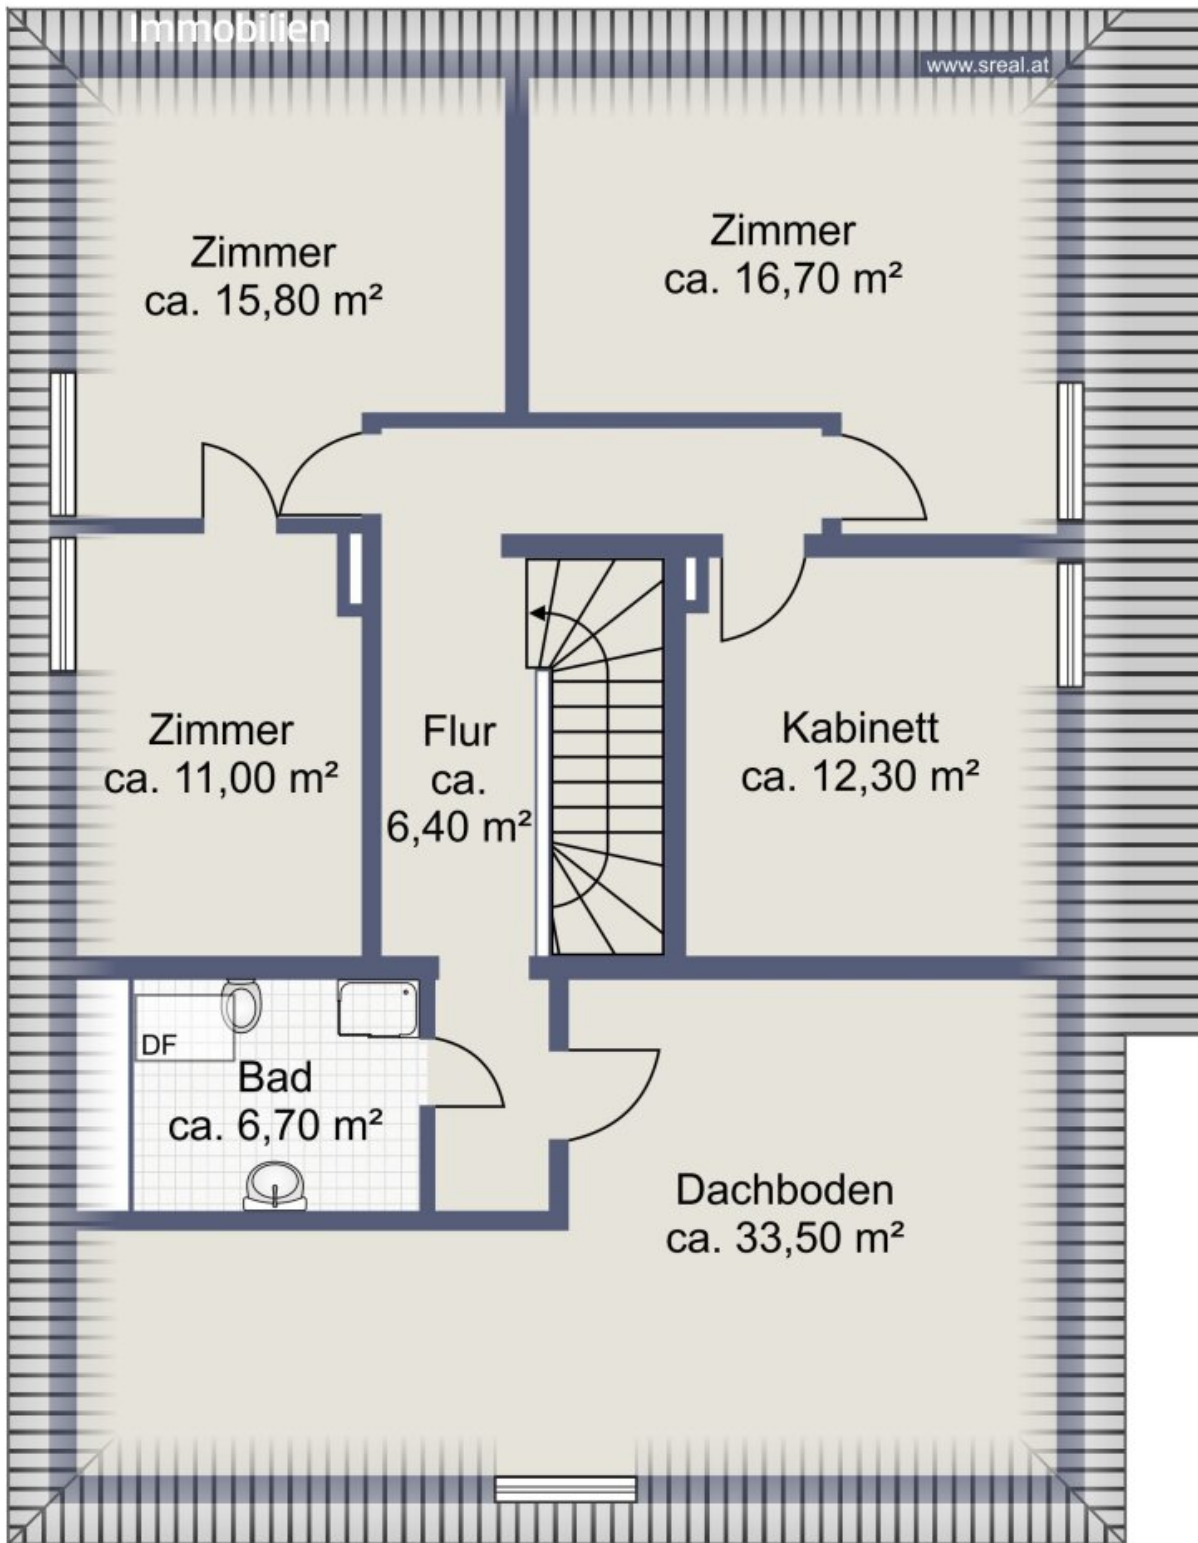 Immobilien
www.sreal.at
Zimmer
ca. 15,80 m²
Zimmer
ca. 16,70 m²
Zimmer
ca. 11,00 m²
Flur
ca.
6,40 m²
Kabinett
ca. 12,30 m²
DF
Bad
ca. 6,70 m²
Dachboden
ca. 33,50 m²